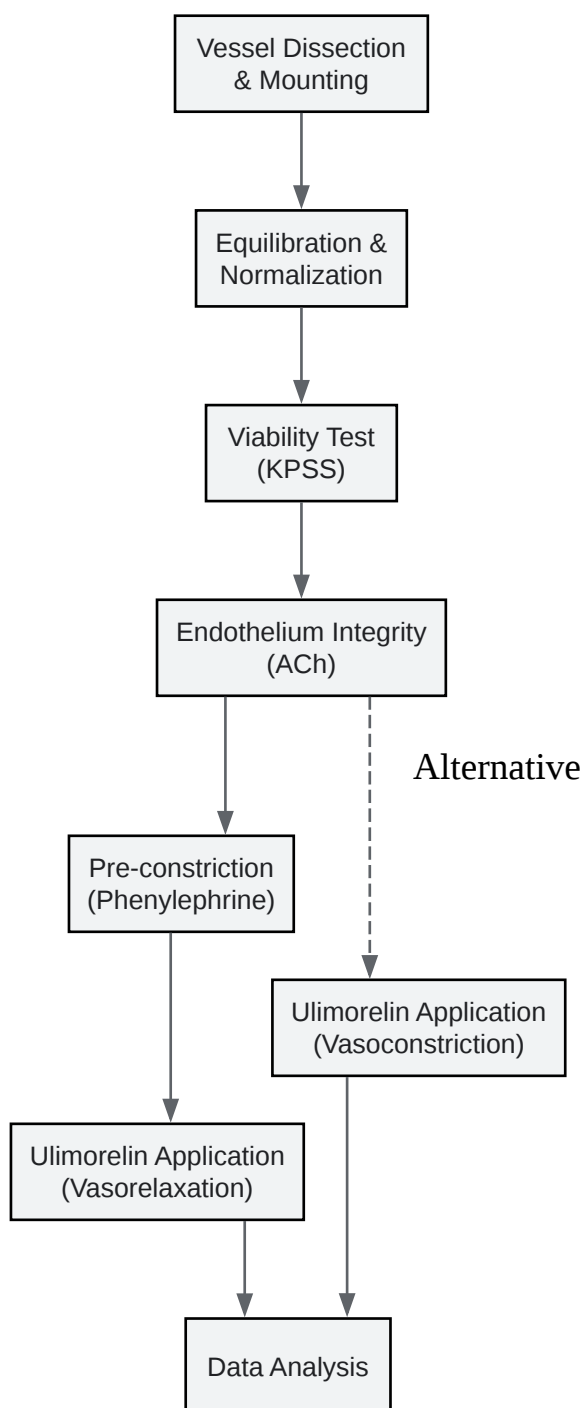 Vessel Dissection
& Mounting
Equilibration &
Normalization
Viability Test
(KPSS)
Endothelium Integrity
(ACh)
Alternative
Pre-constriction
(Phenylephrine)
Ulimorelin Application
(Vasoconstriction)
Ulimorelin Application
(Vasorelaxation)
Data Analysis